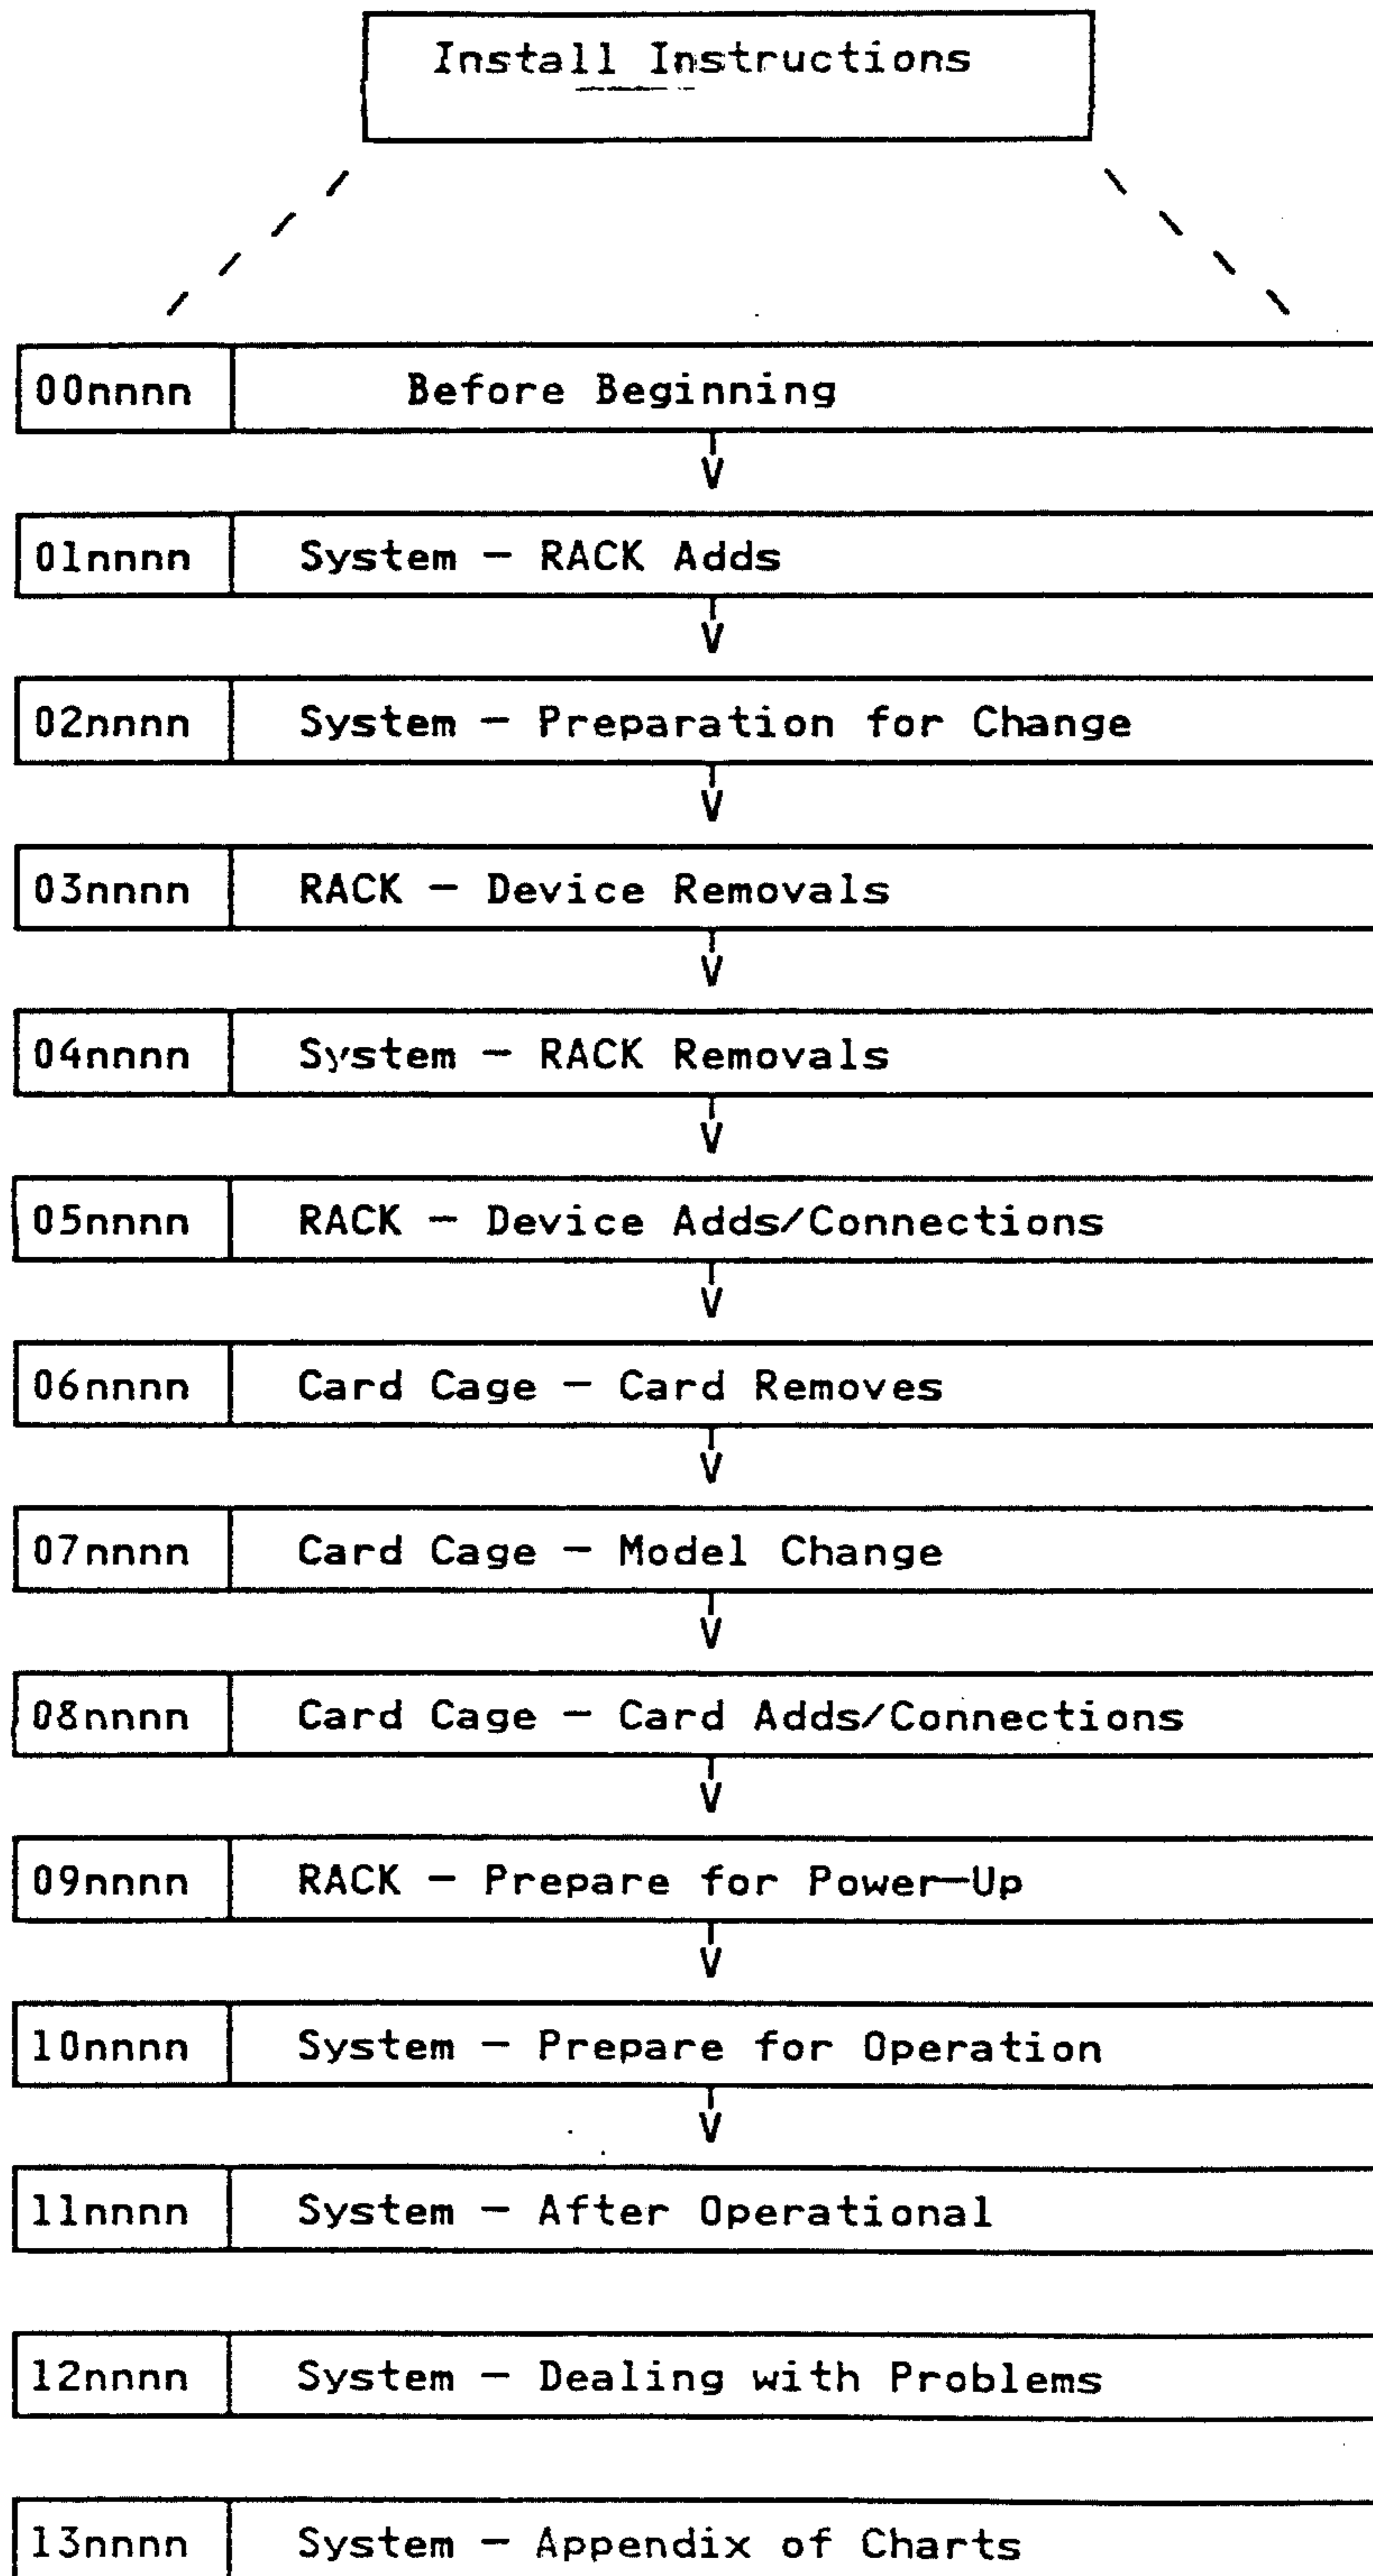 Install Instructions
00nnnn Before Beginning
V
01nnnn System — RACK Adds
V
02nnnn System — Preparation for Change
V
03nnnn RACK — Device Removals
V
04nnnn System — RACK Removals
V
05nnnn RACK — Device Adds/Connections
V
06nnnn Card Cage — Card Removes
V
07nnnn Card Cage — Model Change
V
08nnnn Card Cage — Card Adds/Connections
V
09nnnn RACK — Prepare for Power—Up
V
10nnnn System — Prepare for Operation
V
11nnnn System — After Operational
12nnnn System — Dealing with Problems
13nnnn System — Appendix of Charts